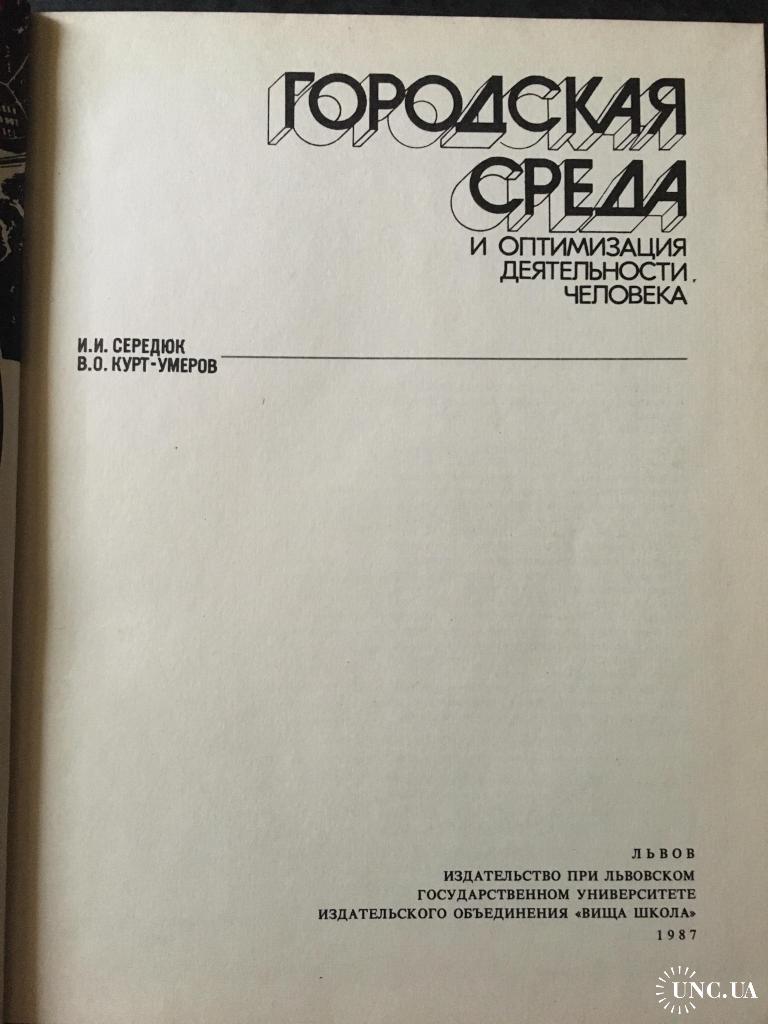 ГОРОДСКАЯ
СРЕДА
И ОПТИМИЗАЦИЯ
ДЕЯТЕЛЬНОСТИ
ЧЕЛОВЕКА
И.И. СЕРЕДЮК
В.О. КУРТ-УМЕРОВ
ЛЬВОВ
ИЗДАТЕЛЬСТВО ПРИ ЛЬВОВСКОМ
ГОСУДАРСТВЕННОМ УНИВЕРСИТЕТЕ
ИЗДАТЕЛЬСКОГО ОБЪЕДИНЕНИЯ «ВИЩА ШКОЛА»
1987
UNC.UA